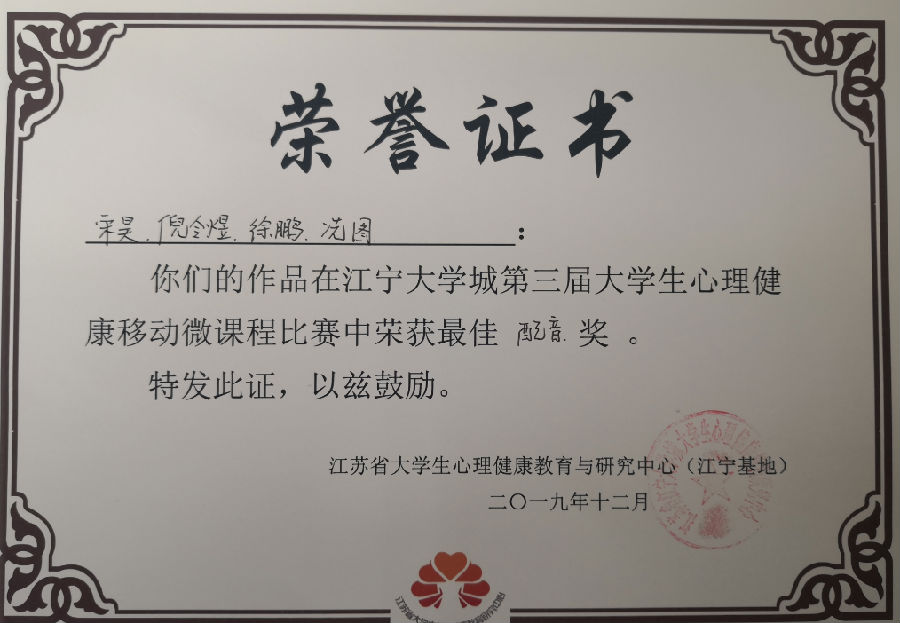 荣誉证书
宋昊、倪令煜、徐鹏、冼图:
你们的作品在江宁大学城第三届大学生心理健
康移动微课程比赛中荣获最佳 配音 奖 。
特发此证，以兹鼓励。
江苏省大学生心理健康教育与研究中心（江宁基地）
二〇一九年十二月